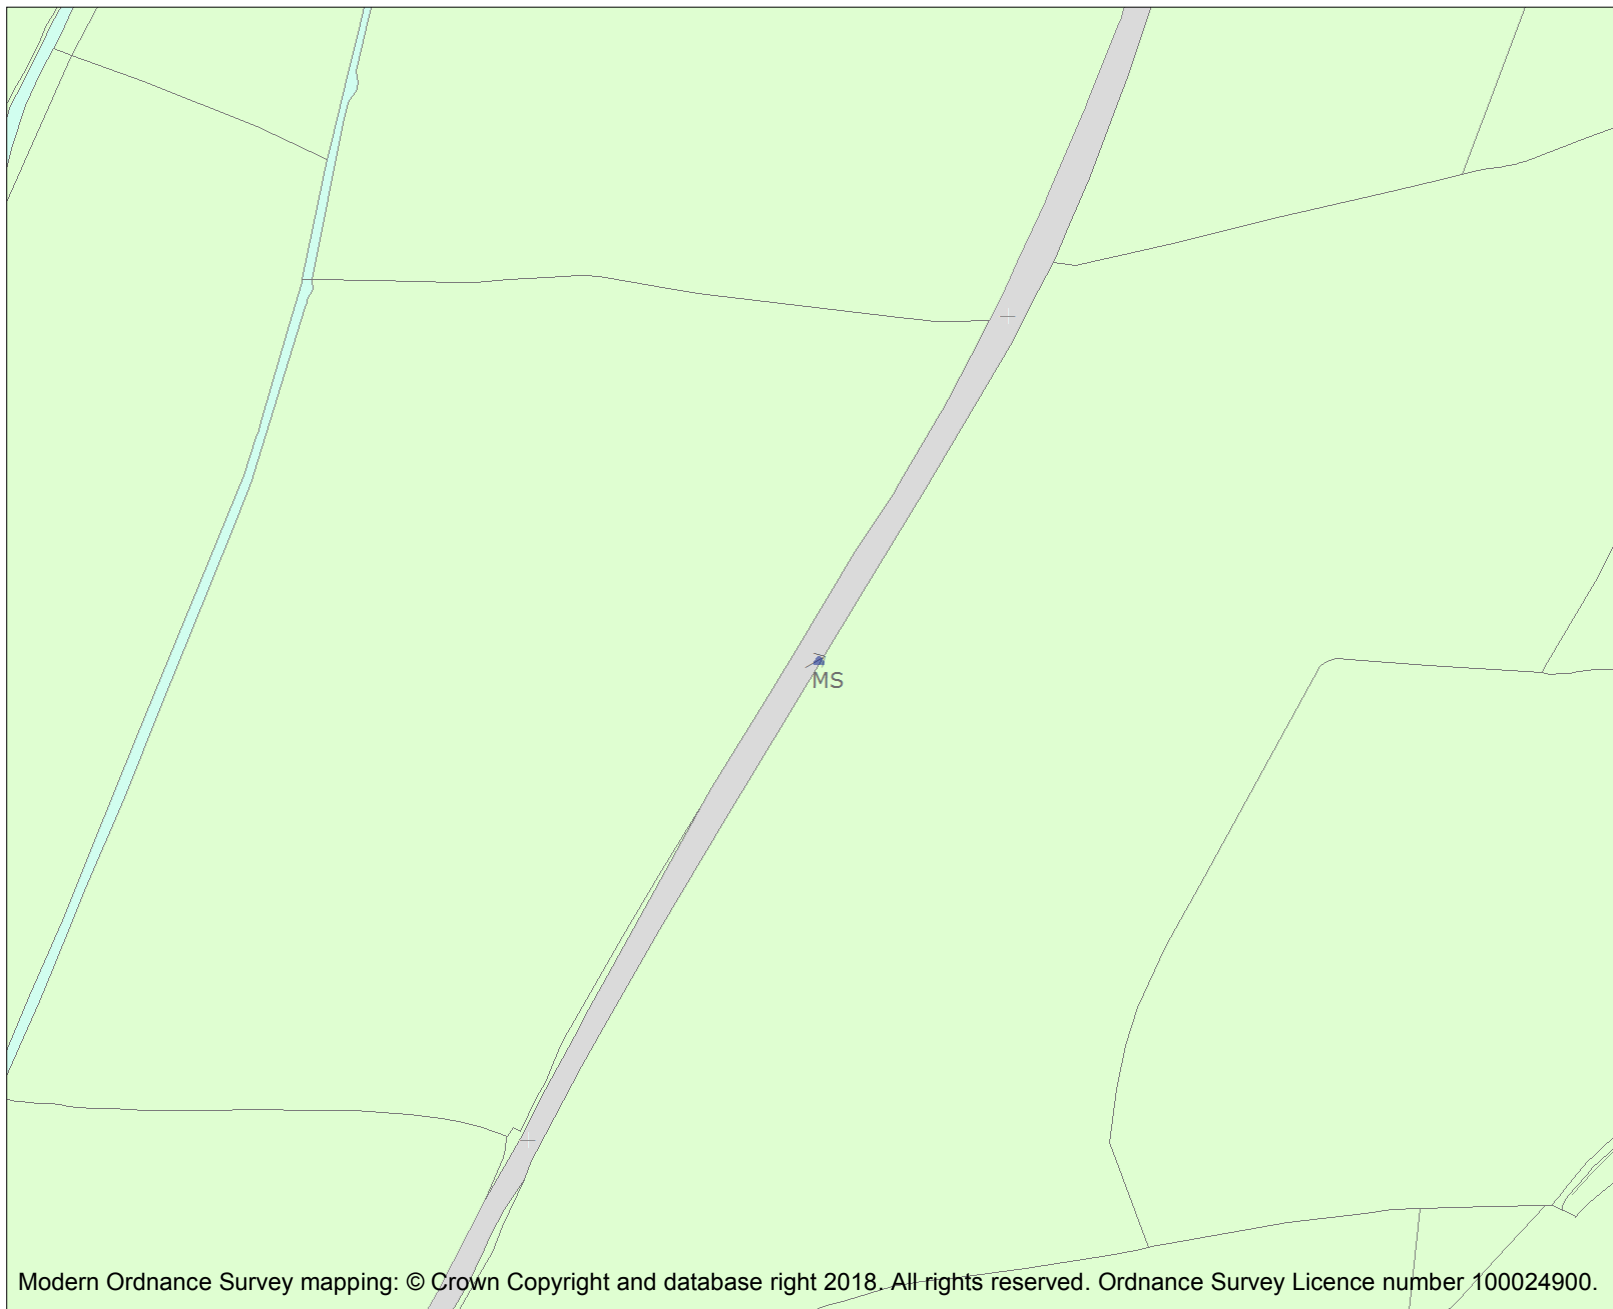 MS
Modern Ordnance Survey mapping: © Crown Copyright and database right 2018. All rights reserved. Ordnance Survey Licence number 100024900.